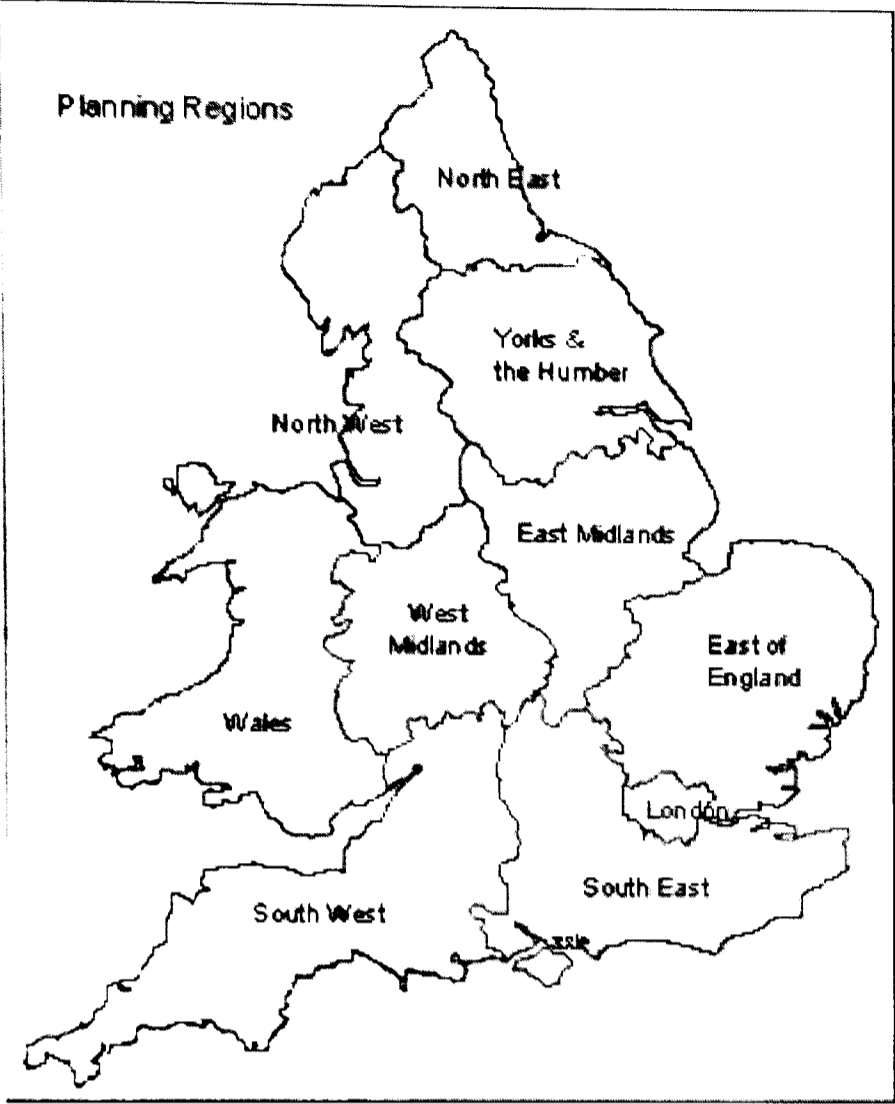 Planning Regions
North East
Yorks &
the Humber
North West
East Midlands
West
Midlands
East of
England
Wales
London
South East
South West